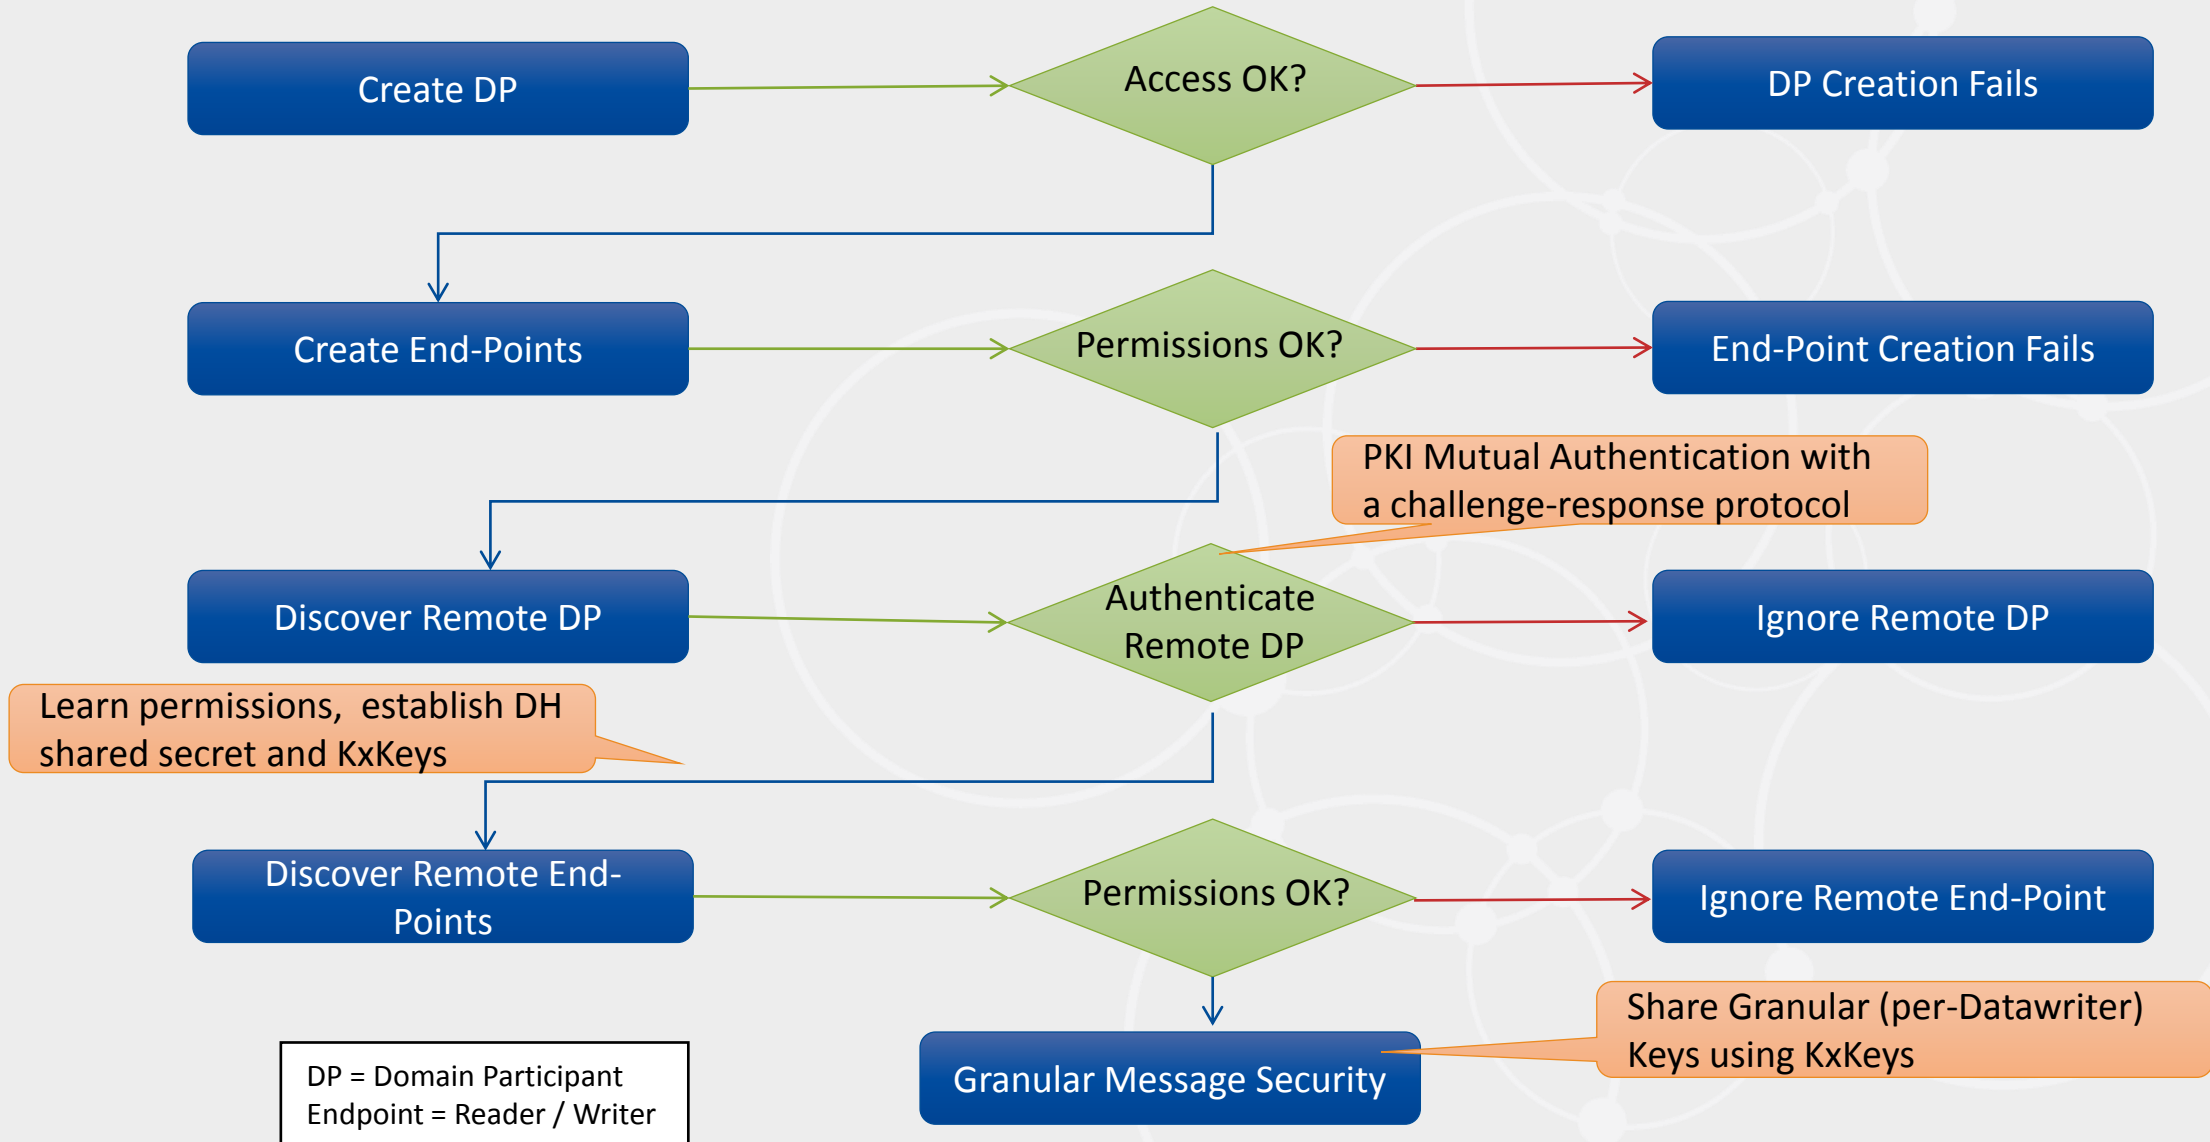 Create DP
Access OK?
DP Creation Fails
Create End-Points
Permissions OK?
End-Point Creation Fails
PKI Mutual Authentication with
a challenge-response protocol
Discover Remote DP
Authenticate
Remote DP
Ignore Remote DP
Learn permissions,  establish DH
shared secret and KxKeys
Discover Remote End-
Points
Permissions OK?
Ignore Remote End-Point
Share Granular (per-Datawriter)
Keys using KxKeys
Granular Message Security
DP = Domain Participant
Endpoint = Reader / Writer